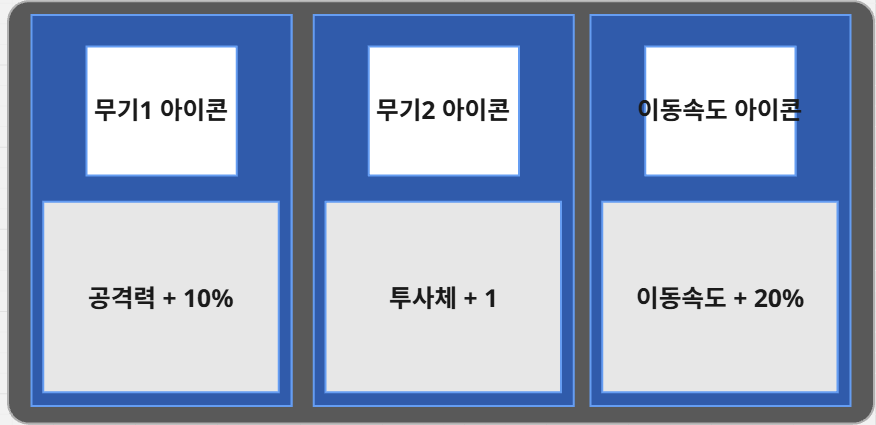 무기1 아이콘
무기2 아이콘
이동속도 아이콘
공격력 + 10%
투사체 + 1
이동속도 + 20%